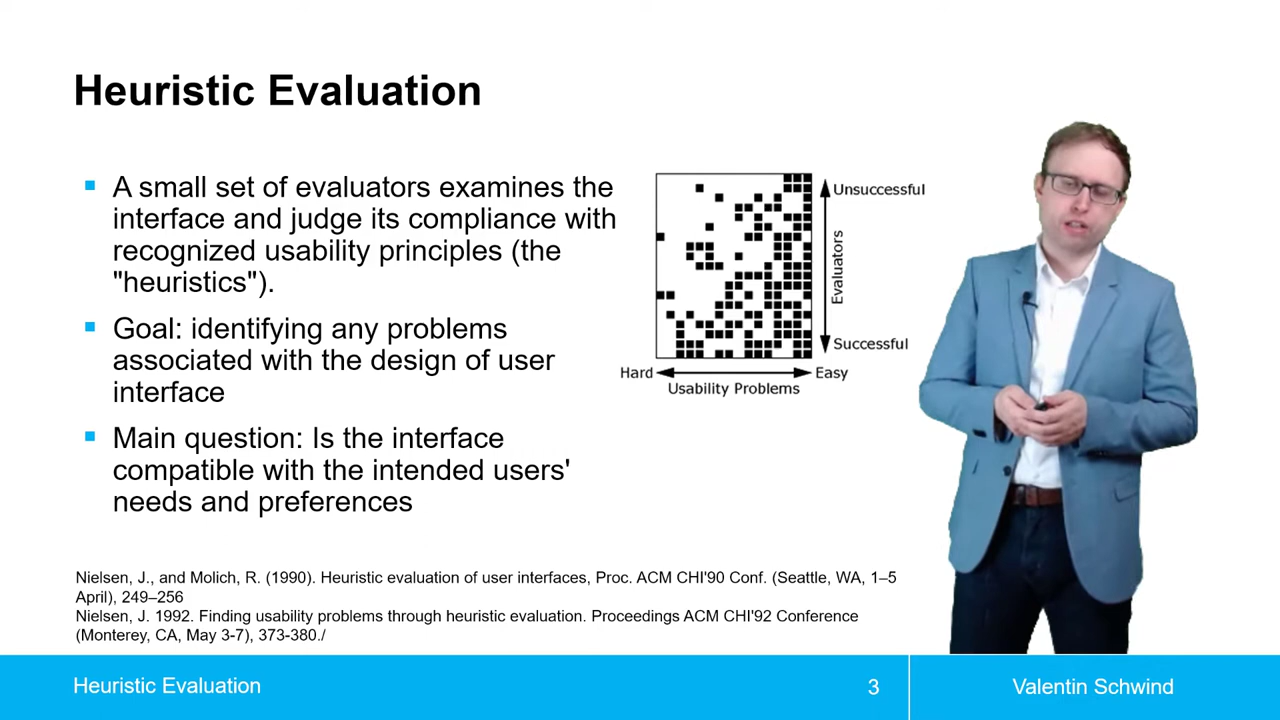 Heuristic Evaluation
A small set of evaluators examines the
interface and judge its compliance with
recognized usability principles (the
"heuristics").
Goal: identifying any problems
associated with the design of user
interface
Main question: Is the interface
compatible with the intended users'
needs and preferences
Unsuccessful
Evaluators
Successful
Hard
Easy
Usability Problems
Nielsen, J., and Molich, R. (1990). Heuristic evaluation of user interfaces, Proc. ACM CHI'90 Conf. (Seattle, WA, 1–5
April), 249–256
Nielsen, J. 1992. Finding usability problems through heuristic evaluation. Proceedings ACM CHI'92 Conference
(Monterey, CA, May 3-7), 373-380./
Heuristic Evaluation
3
Valentin Schwind